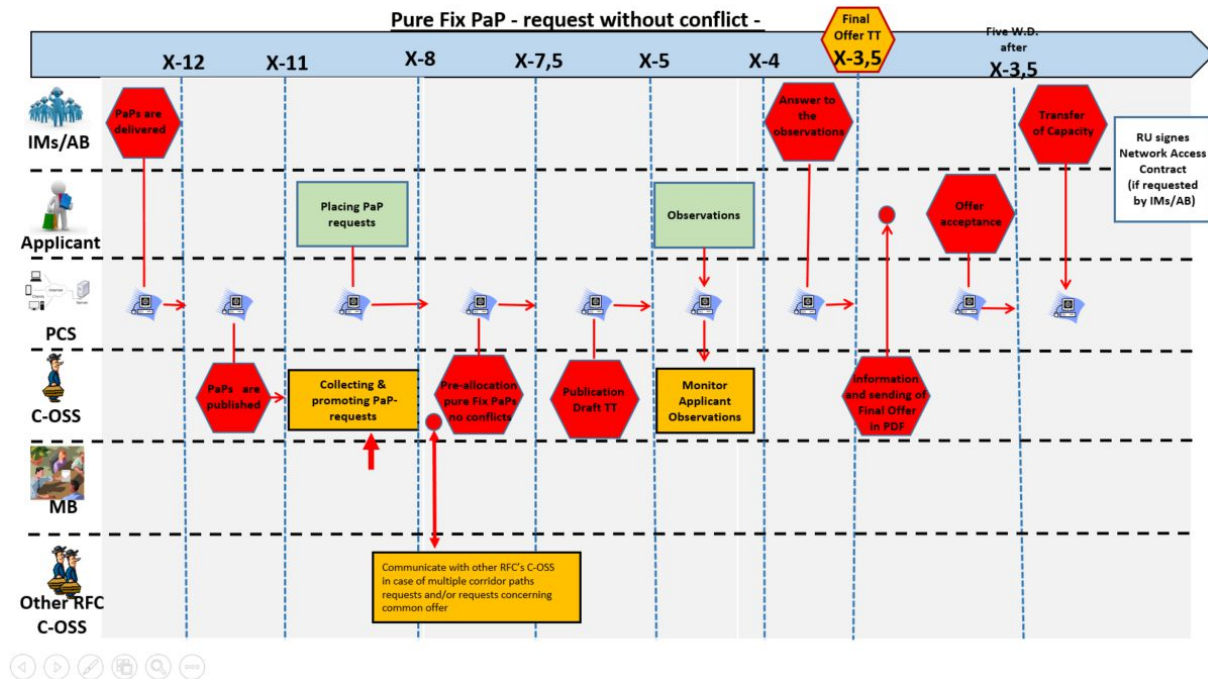 Pure Fix PaP - request without conflict -
Final
Offer TT
X-3,5
Five W.D.
after
X-3,5
X-12
X-11
X-8
X-7,5
X-5
X-4
IMs/AB
PaPs are
delivered
Answer to
the
observations
Transfer
of Capacity
RU signes
Network Access
Contract
(if requested
by IMs/AB)
Applicant
Placing PaP
requests
Observations
Offer
acceptance
PCS
C-OSS
PaPs are
published
Collecting &
promoting PaP-
requests
Pre-allocation
pure Fix PaPs
no conflicts
Publication
Draft TT
Monitor
Applicant
Observations
Information
and sending of
Final Offer
in PDF
MB
Other RFC
C-OSS
Communicate with other RFC's C-OSS
in case of multiple corridor paths
requests and/or requests concerning
common offer